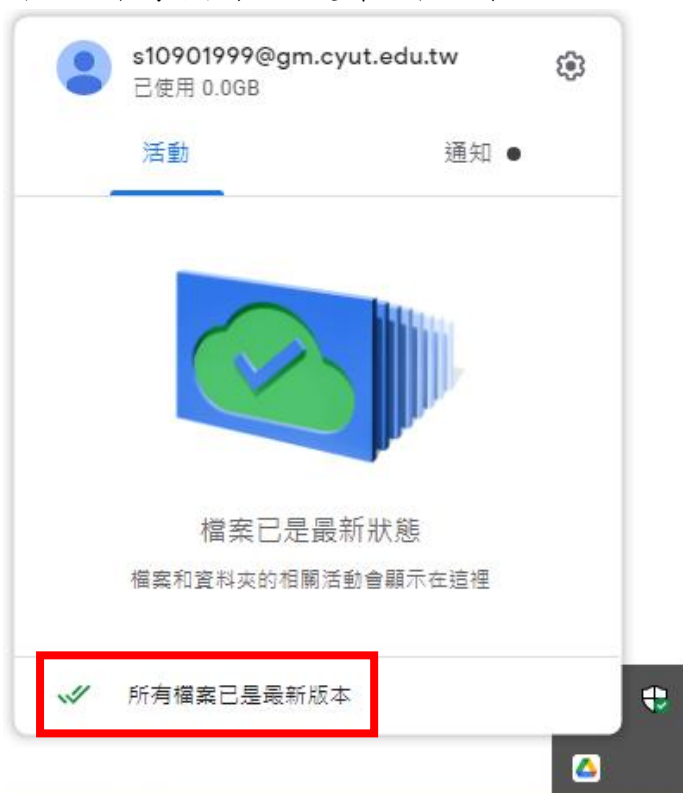 s10901999@gm.cyut.edu.tw
已使用 0.0GB
活動
通知
檔案已是最新狀態
檔案和資料夾的相關活動會顯示在這裡
所有檔案已是最新版本